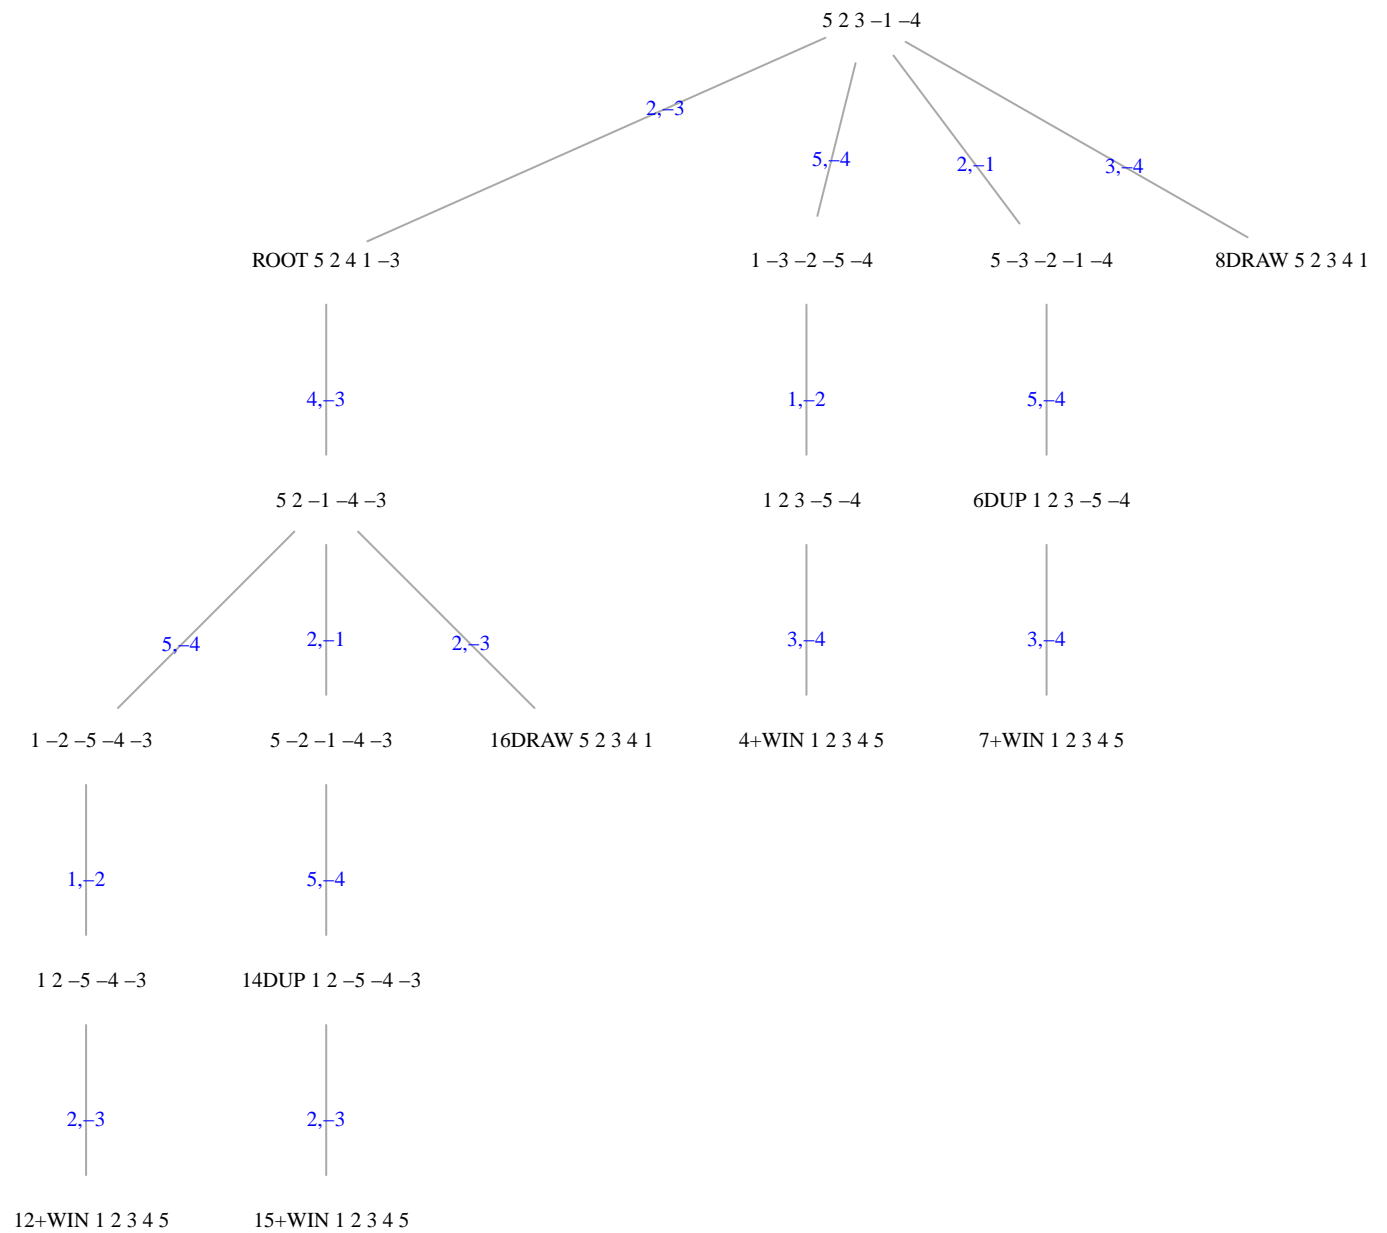 5 2 3 –1 –4
2,–3
5,–4
2,–1
3,–4
ROOT 5 2 4 1 –3
1 –3 –2 –5 –4
5 –3 –2 –1 –4
8DRAW 5 2 3 4 1
4,–3
1,–2
5,–4
5 2 –1 –4 –3
1 2 3 –5 –4
6DUP 1 2 3 –5 –4
5,–4
2,–1
2,–3
3,–4
3,–4
1 –2 –5 –4 –3
5 –2 –1 –4 –3
16DRAW 5 2 3 4 1
4+WIN 1 2 3 4 5
7+WIN 1 2 3 4 5
1,–2
5,–4
1 2 –5 –4 –3
14DUP 1 2 –5 –4 –3
2,–3
2,–3
12+WIN 1 2 3 4 5
15+WIN 1 2 3 4 5